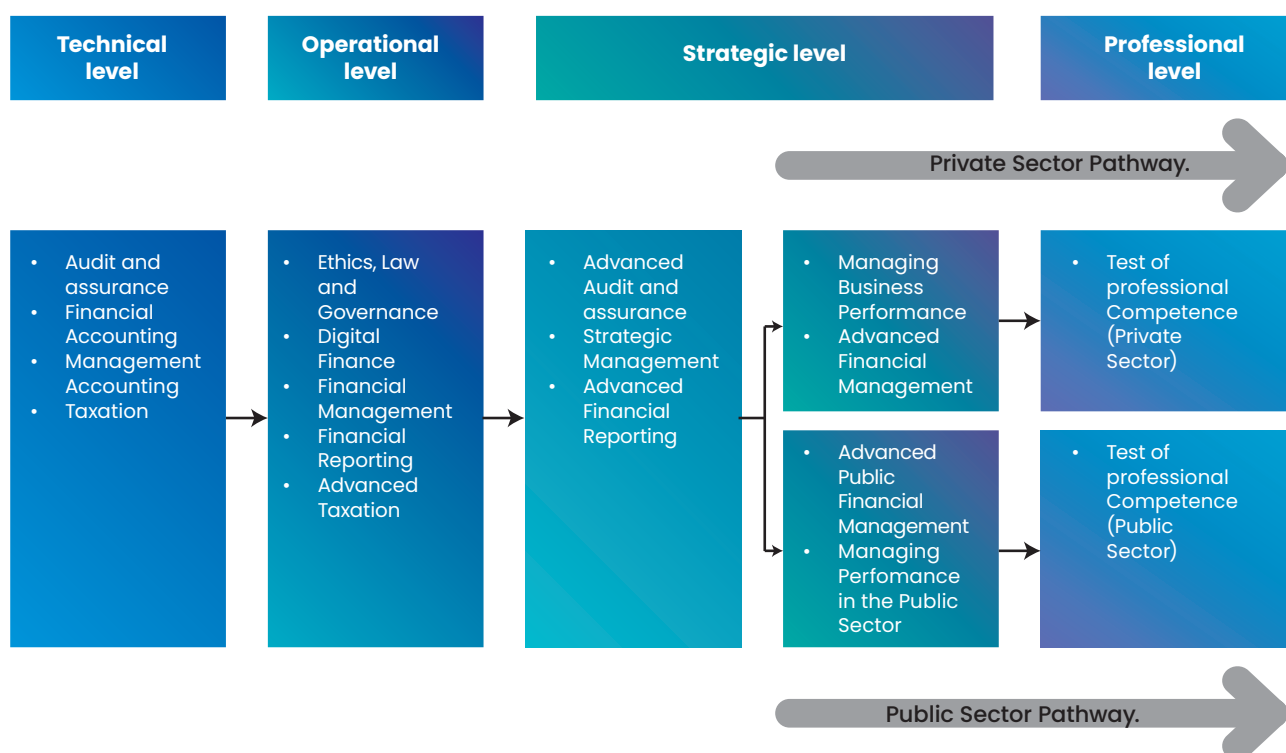 Technical
level
Operational
level
Strategic level
Professional
level
Private Sector Pathway.
• Audit and
assurance
• Financial
Accounting
• Management
Accounting
• Taxation
• Ethics, Law
and
Governance
• Digital
Finance
• Financial
Management
• Financial
Reporting
• Advanced
Taxation
• Advanced
Audit and
assurance
• Strategic
Management
• Advanced
Financial
Reporting
• Managing
Business
Performance
• Advanced
Financial
Management
• Test of
professional
Competence
(Private
Sector)
• Advanced
Public
Financial
Management
• Managing
Perfomance
in the Public
Sector
• Test of
professional
Competence
(Public
Sector)
Public Sector Pathway.